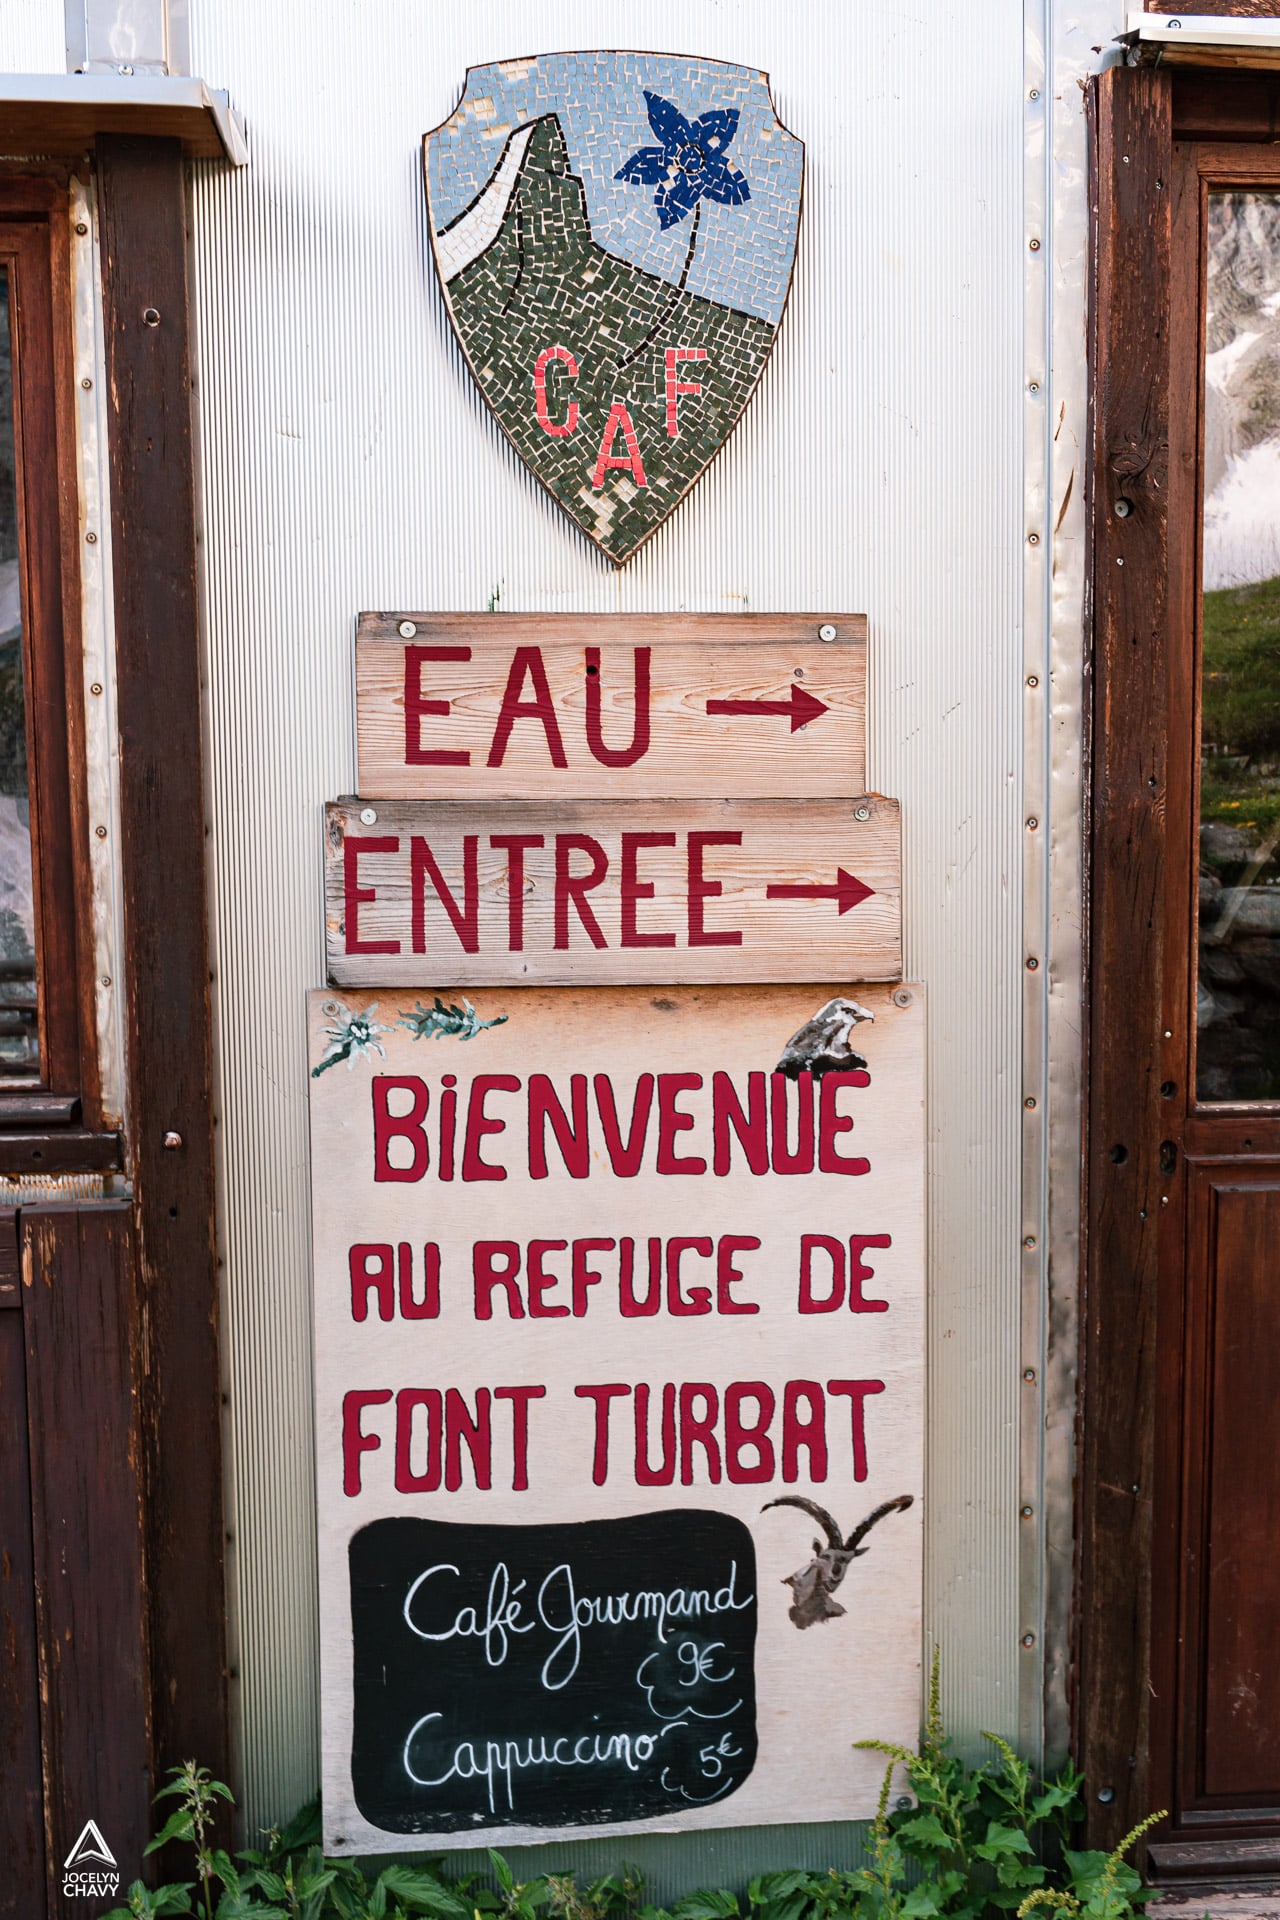 CAF
EAU →
ENTREE →
BIENVENUE
AU REFUGE DE
FONT TURBAT
Café Gourmand
9€
Cappuccino
5€
JOCELYN
CHAVY